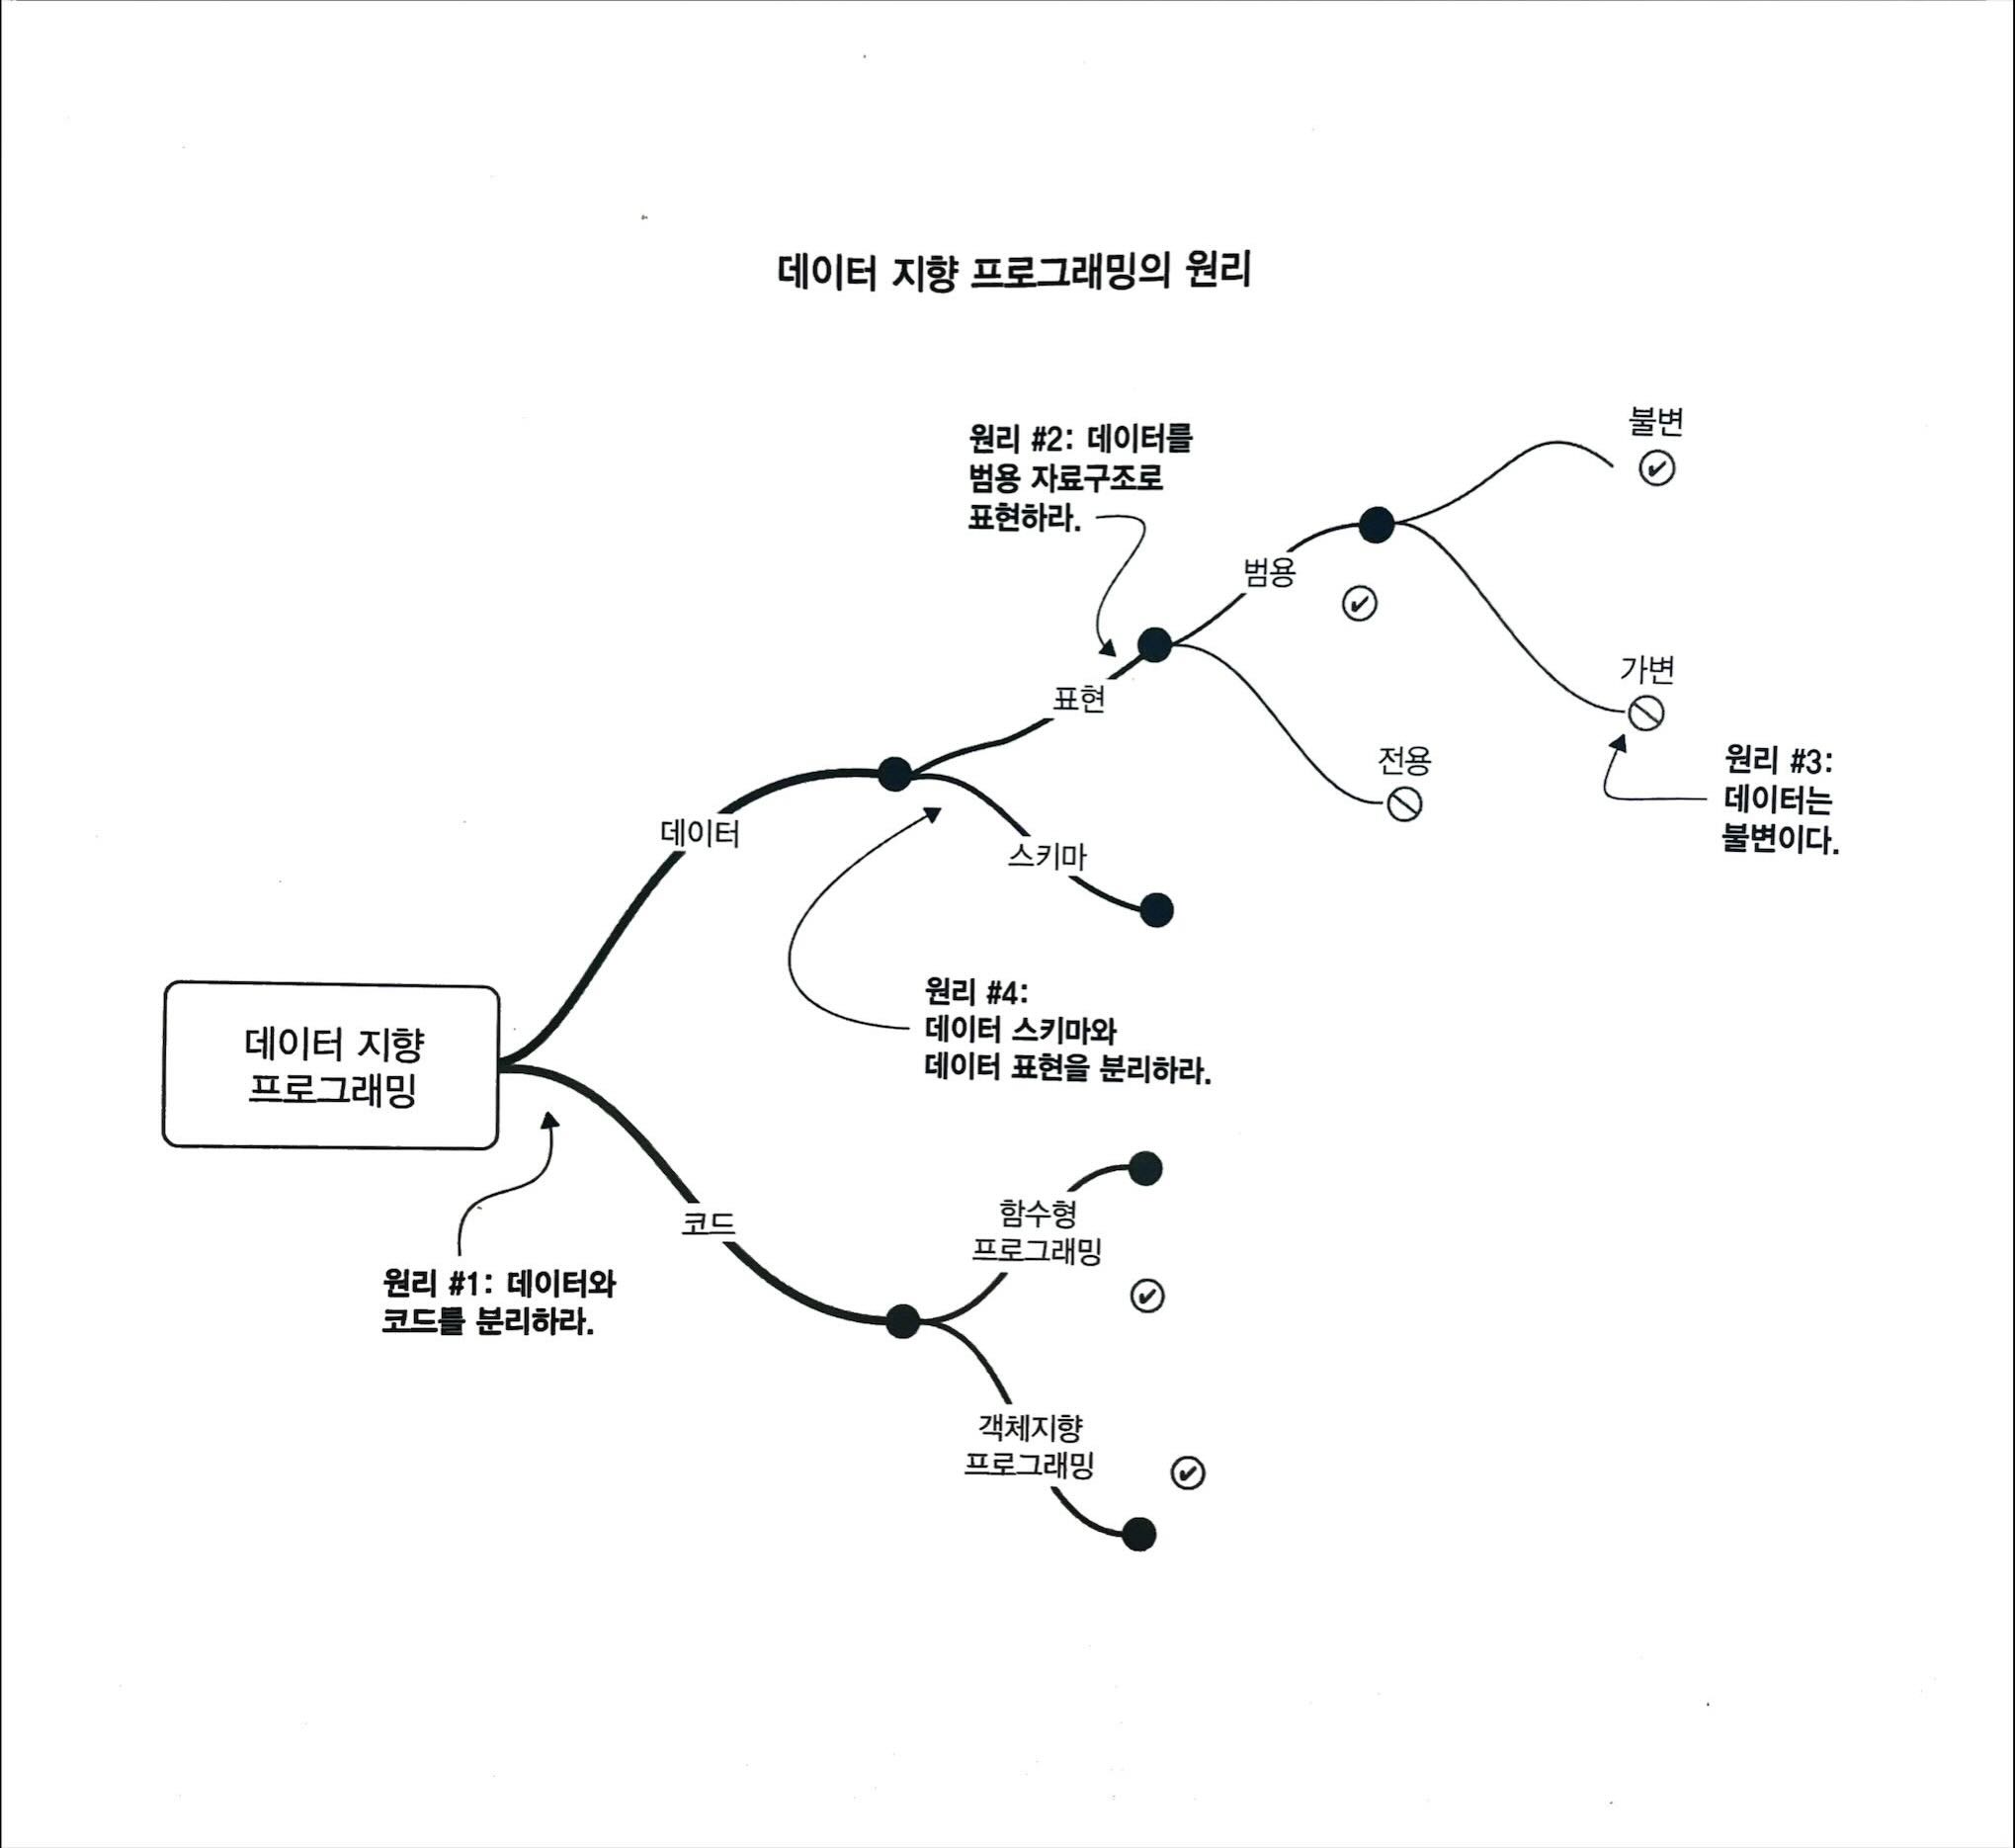 데이터 지향 프로그래밍의 원리
원리 #2: 데이터를
범용 자료구조로
표현하라.
불변
범용
표현
가변
전용
원리 #3:
데이터는
불변이다.
데이터
스키마
원리 #4:
데이터 스키마와
데이터 표현을 분리하라.
데이터 지향
프로그래밍
코드
함수형
프로그래밍
원리 #1: 데이터와
코드를 분리하라.
객체지향
프로그래밍